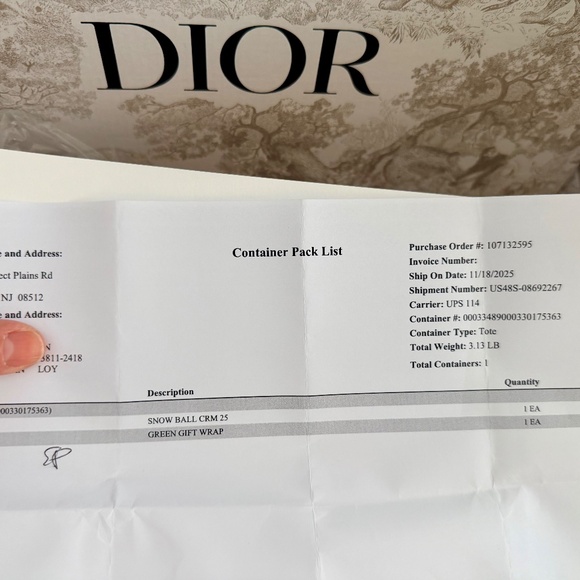 DIOR
Container Pack List
e and Address:
ect Plains Rd
NJ 08512
e and Address:
N
3811-2418
LOY
Purchase Order #: 107132595
Invoice Number:
Ship On Date: 11/18/2025
Shipment Number: US48S-08692267
Carrier: UPS 114
Container #: 00033489000330175363
Container Type: Tote
Total Weight: 3.13 LB
Total Containers: 1
Description Quantity
000330175363)
SNOW BALL CRM 25 1 EA
GREEN GIFT WRAP 1 EA